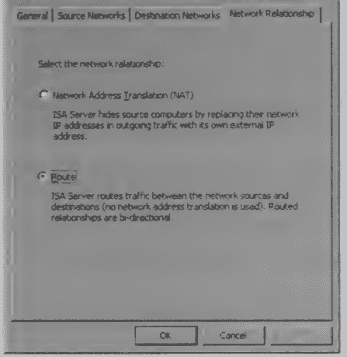 General
Source Networks
Destination Networks
Network Relationship
Select the network relationship:
Network Address Translation (NAT)
ISA Server hides source computers by replacing their network
IP addresses in outgoing traffic with its own external IP
address.
Route
ISA Server routes traffic between the network sources and
destinations (no network address translation is used). Routed
relationships are bi-directional.
OK
Cancel